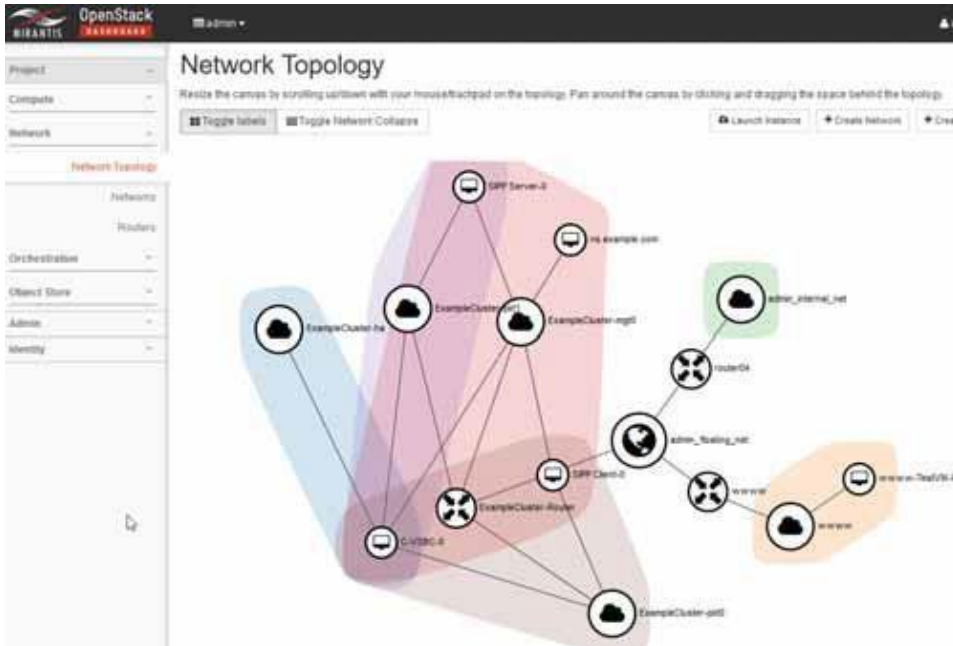 MIRANTIS
OpenStack
DASHBOARD
admin
Project
Compute
Network
Network Topology
Networks
Routers
Orchestration
Object Store
Admin
Identity
Network Topology
Resize the canvas by scrolling up/down with your mouse/trackpad on the topology. Pan around the canvas by clicking and dragging the space behind the topology.
Toggle labels
Toggle Network Collapse
Launch Instance
Create Network
SIPP Server-0
ns.example.com
ExampleCluster-ha
ExampleCluster-mgt0
admin_internal_net
router04
admin_floating_net
SIPP Client-0
ExampleCluster-Router
C-VSBC-0
ExampleCluster-pkt0